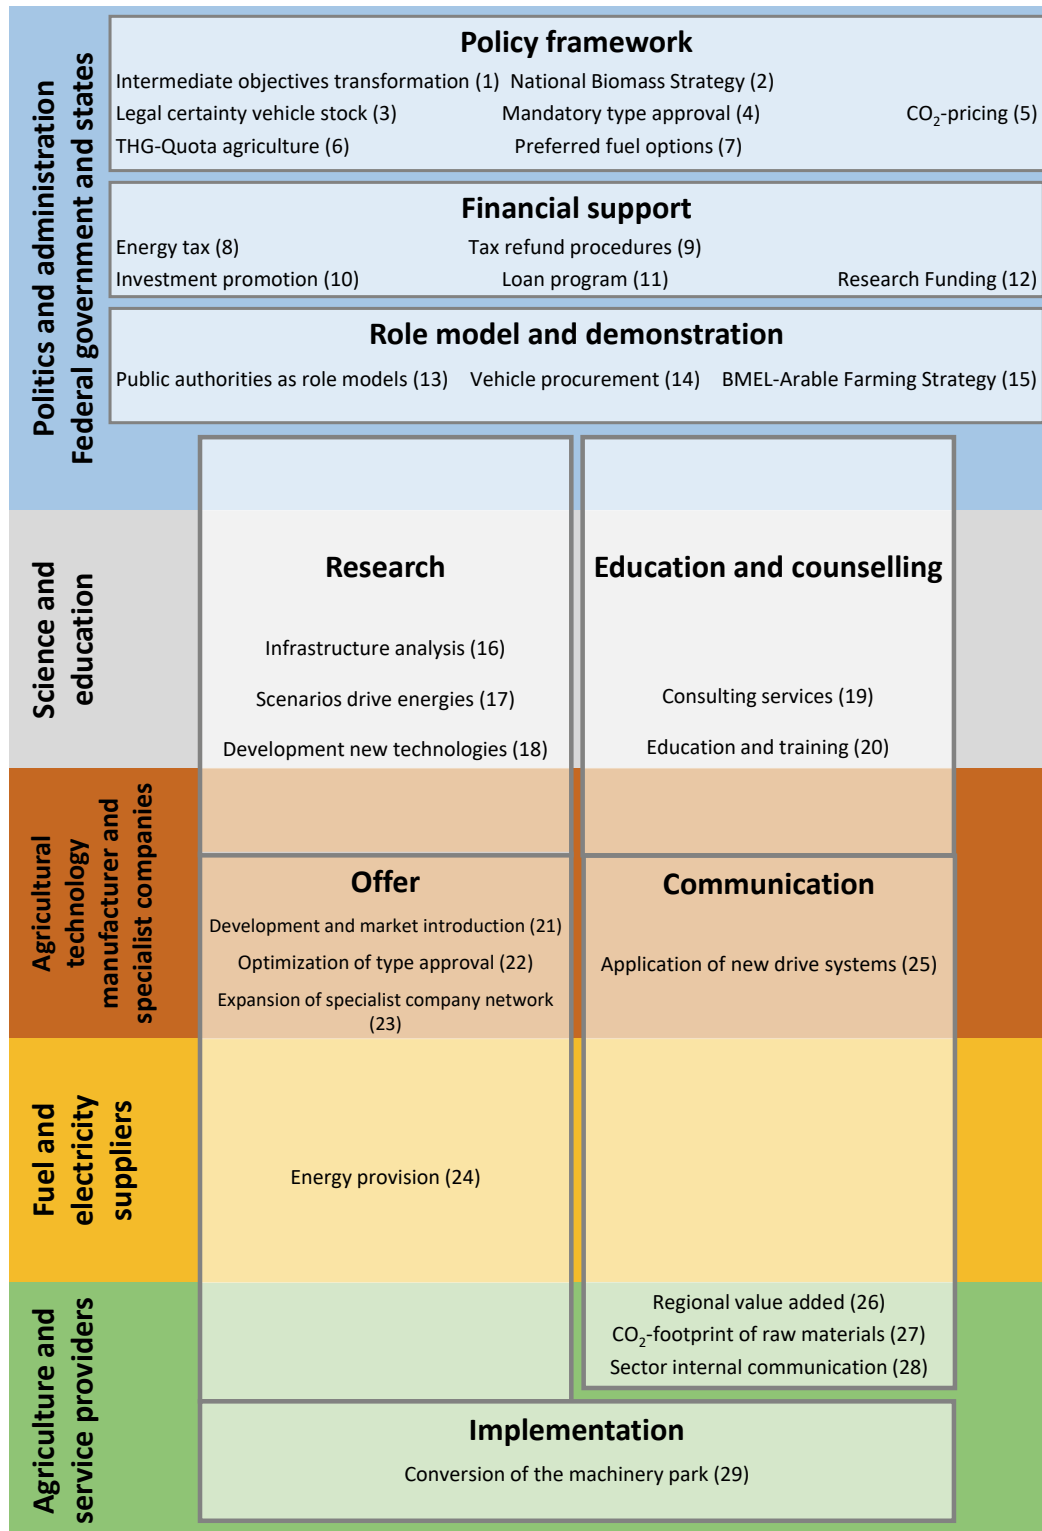 Politics and administration
Federal government and states
Policy framework
Intermediate objectives transformation (1) National Biomass Strategy (2)
Legal certainty vehicle stock (3) Mandatory type approval (4) CO₂-pricing (5)
THG-Quota agriculture (6) Preferred fuel options (7)
Financial support
Energy tax (8) Tax refund procedures (9)
Investment promotion (10) Loan program (11) Research Funding (12)
Role model and demonstration
Public authorities as role models (13) Vehicle procurement (14) BMEL-Arable Farming Strategy (15)
Science and
education
Research
Infrastructure analysis (16)
Scenarios drive energies (17)
Development new technologies (18)
Education and counselling
Consulting services (19)
Education and training (20)
Agricultural
technology
manufacturer and
specialist companies
Offer
Development and market introduction (21)
Optimization of type approval (22)
Expansion of specialist company network
(23)
Communication
Application of new drive systems (25)
Fuel and
electricity
suppliers
Energy provision (24)
Agriculture and
service providers
Regional value added (26)
CO₂-footprint of raw materials (27)
Sector internal communication (28)
Implementation
Conversion of the machinery park (29)